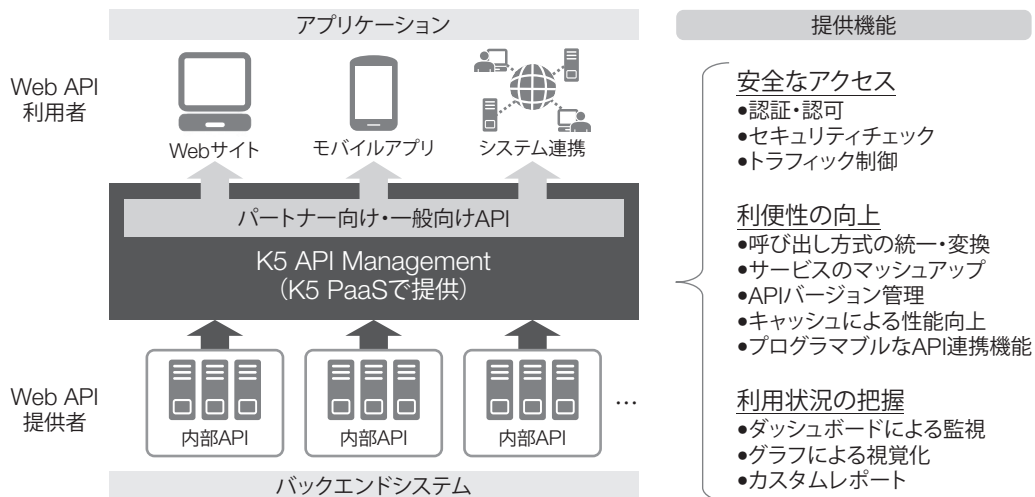 アプリケーション
Web API
利用者
Webサイト
モバイルアプリ
システム連携
パートナー向け・一般向けAPI
K5 API Management
（K5 PaaSで提供）
Web API
提供者
内部API
内部API
内部API
…
バックエンドシステム
提供機能
安全なアクセス
●認証・認可
●セキュリティチェック
●トラフィック制御
利便性の向上
●呼び出し方式の統一・変換
●サービスのマッシュアップ
●APIバージョン管理
●キャッシュによる性能向上
●プログラマブルなAPI連携機能
利用状況の把握
●ダッシュボードによる監視
●グラフによる視覚化
●カスタムレポート